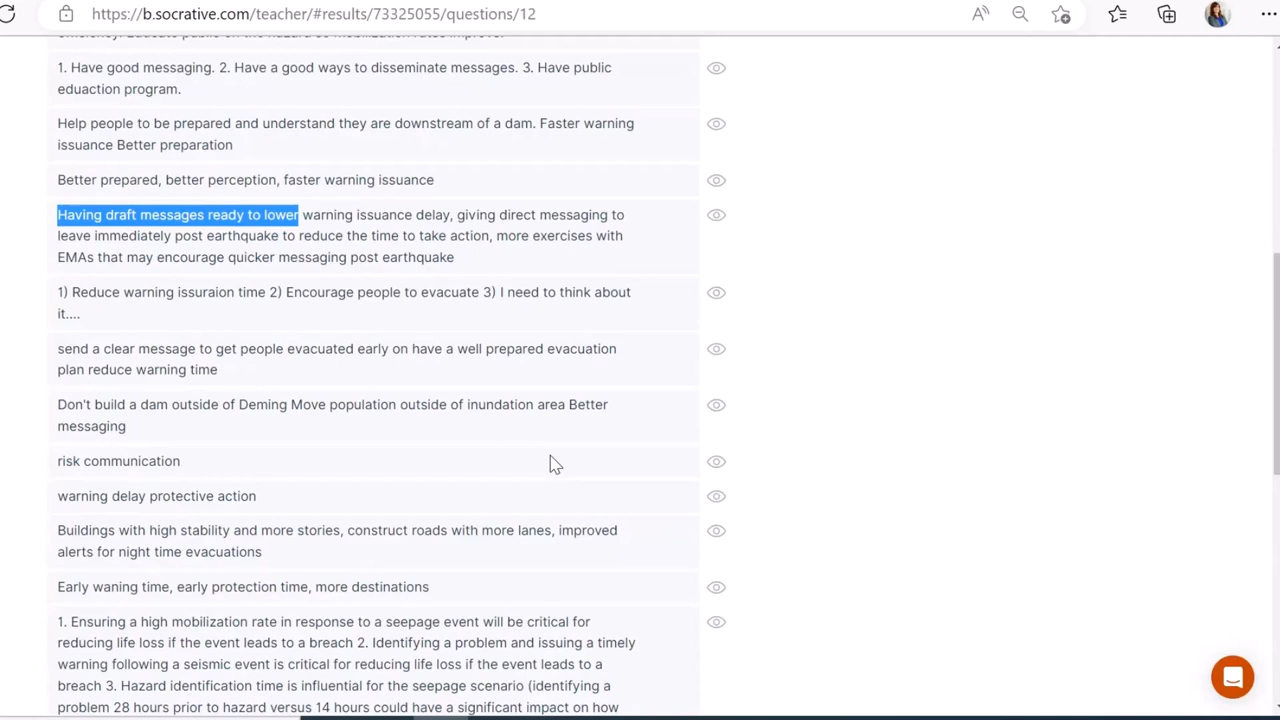 https://b.socrative.com/teacher/#results/73325055/questions/12
efficiency. Educate public on the hazard so mobilization rates improve.
1. Have good messaging. 2. Have a good ways to disseminate messages. 3. Have public
eduaction program.
Help people to be prepared and understand they are downstream of a dam. Faster warning
issuance Better preparation
Better prepared, better perception, faster warning issuance
Having draft messages ready to lower warning issuance delay, giving direct messaging to
leave immediately post earthquake to reduce the time to take action, more exercises with
EMAs that may encourage quicker messaging post earthquake
1) Reduce warning issuraion time 2) Encourage people to evacuate 3) I need to think about
it....
send a clear message to get people evacuated early on have a well prepared evacuation
plan reduce warning time
Don't build a dam outside of Deming Move population outside of inundation area Better
messaging
risk communication
warning delay protective action
Buildings with high stability and more stories, construct roads with more lanes, improved
alerts for night time evacuations
Early waning time, early protection time, more destinations
1. Ensuring a high mobilization rate in response to a seepage event will be critical for
reducing life loss if the event leads to a breach 2. Identifying a problem and issuing a timely
warning following a seismic event is critical for reducing life loss if the event leads to a
breach 3. Hazard identification time is influential for the seepage scenario (identifying a
problem 28 hours prior to hazard versus 14 hours could have a significant impact on how